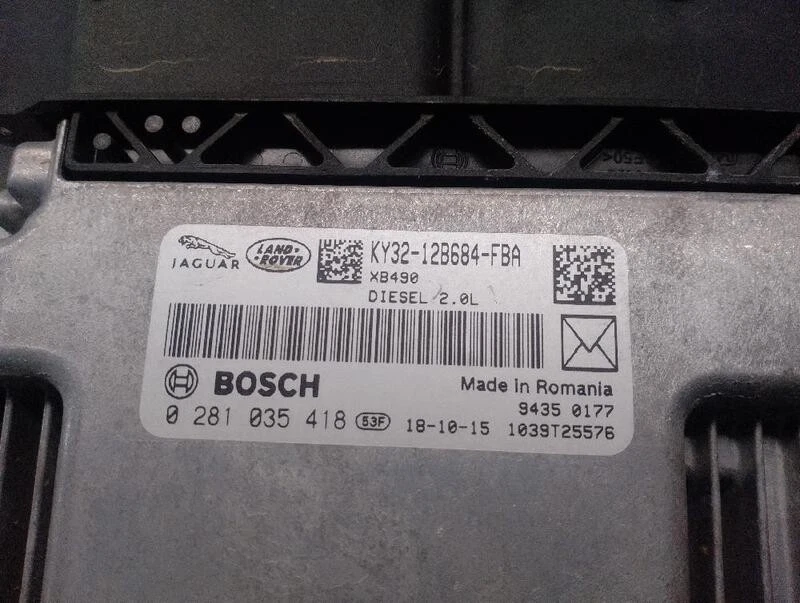 JAGUAR
LAND-
-ROVER
KY32-12B684-FBA
XB490
DIESEL 2.0L
BOSCH
Made in Romania
9435 0177
0 281 035 418 53F 18-10-15 1039T25576